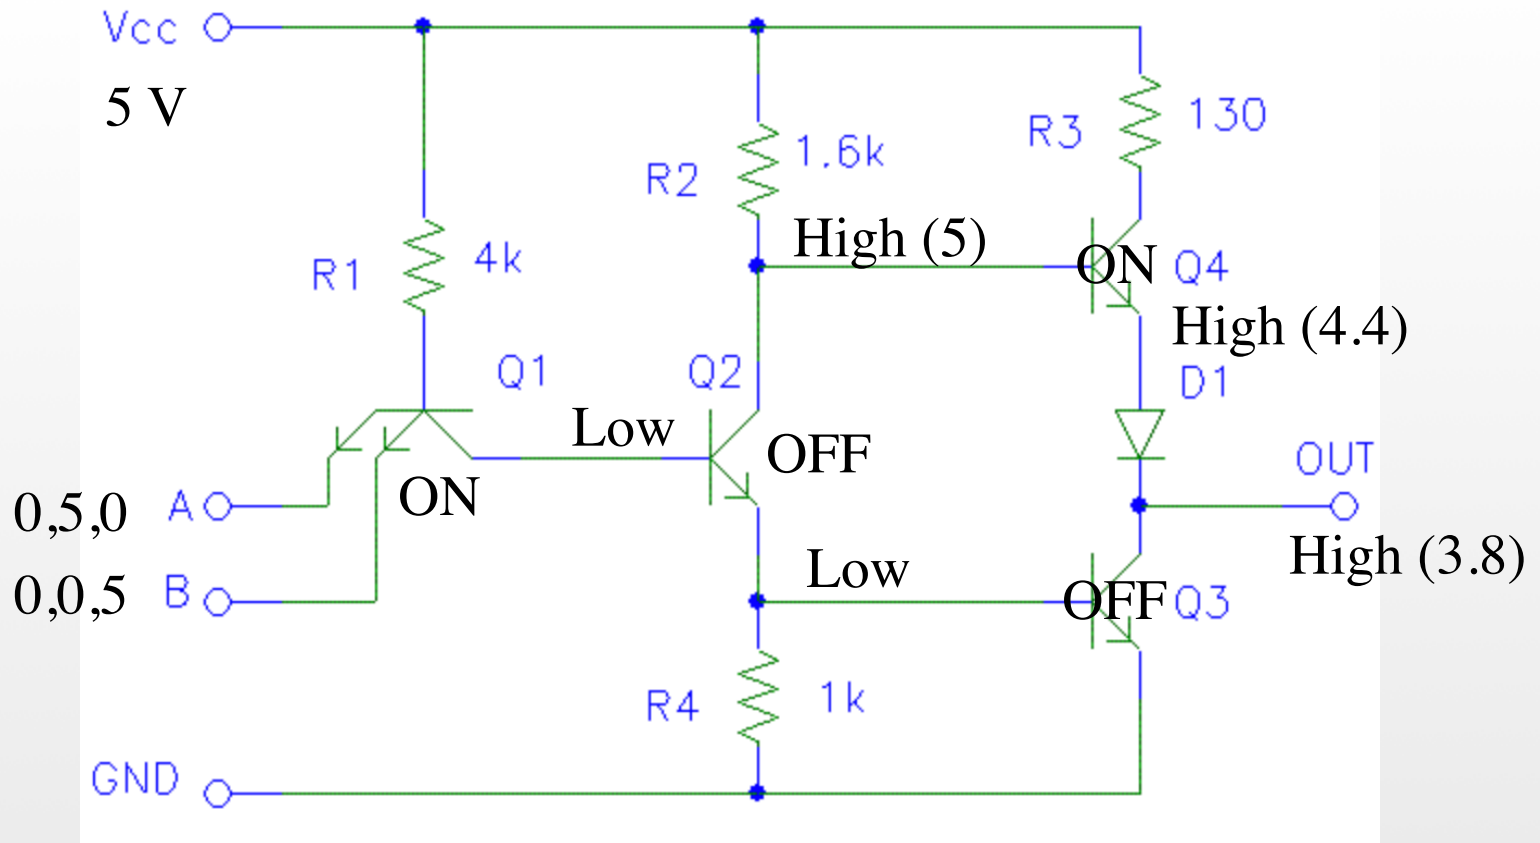 Vcc
5 V
R3
130
R2
1.6k
High (5)
ON
Q4
R1
4k
High (4.4)
Q1
Q2
D1
Low
OFF
OUT
0,5,0
A
ON
High (3.8)
0,0,5
B
Low
OFF
Q3
R4
1k
GND